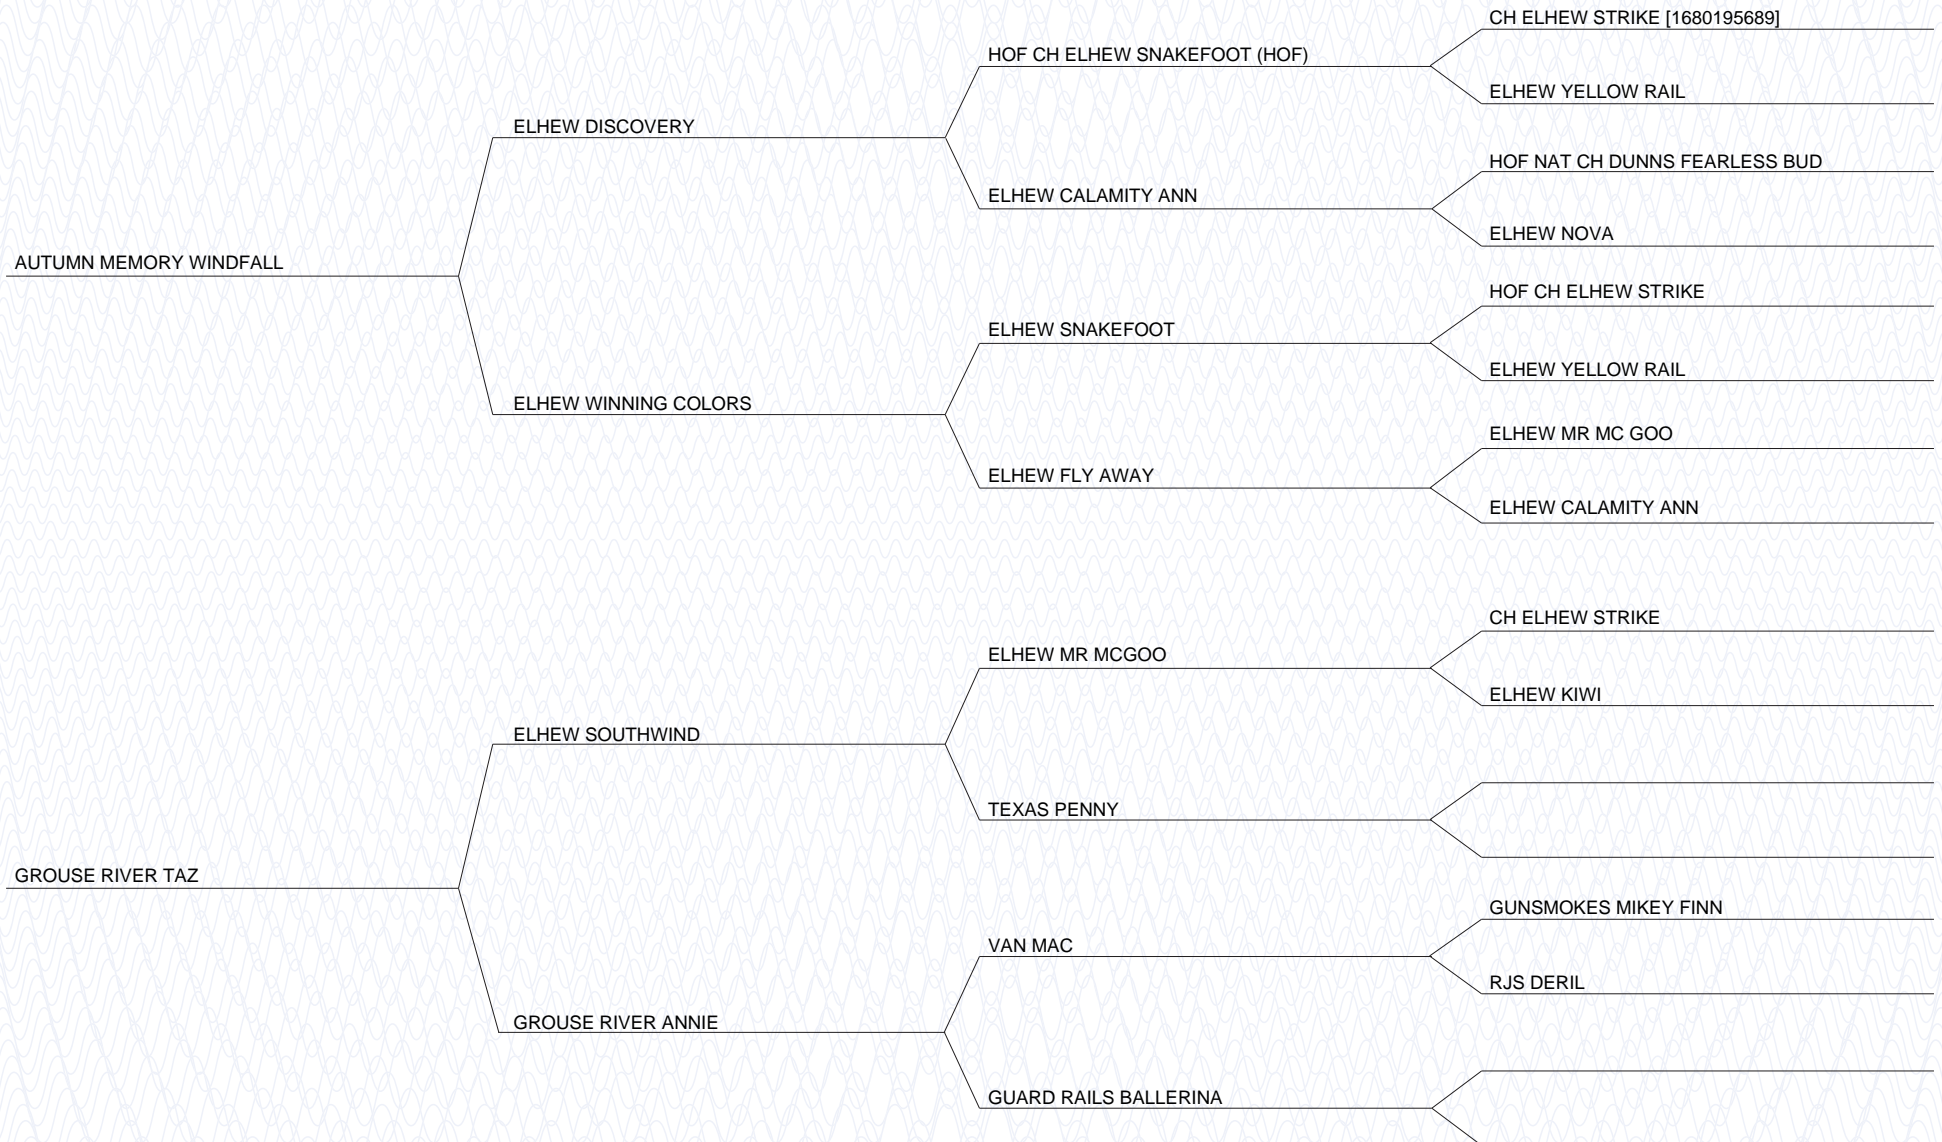 CH ELHEW STRIKE [1680195689]
HOF CH ELHEW SNAKEFOOT (HOF)
ELHEW YELLOW RAIL
ELHEW DISCOVERY
HOF NAT CH DUNNS FEARLESS BUD
ELHEW CALAMITY ANN
ELHEW NOVA
AUTUMN MEMORY WINDFALL
HOF CH ELHEW STRIKE
ELHEW SNAKEFOOT
ELHEW YELLOW RAIL
ELHEW WINNING COLORS
ELHEW MR MC GOO
ELHEW FLY AWAY
ELHEW CALAMITY ANN
CH ELHEW STRIKE
ELHEW MR MCGOO
ELHEW KIWI
ELHEW SOUTHWIND
TEXAS PENNY
GROUSE RIVER TAZ
GUNSMOKES MIKEY FINN
VAN MAC
RJS DERIL
GROUSE RIVER ANNIE
GUARD RAILS BALLERINA